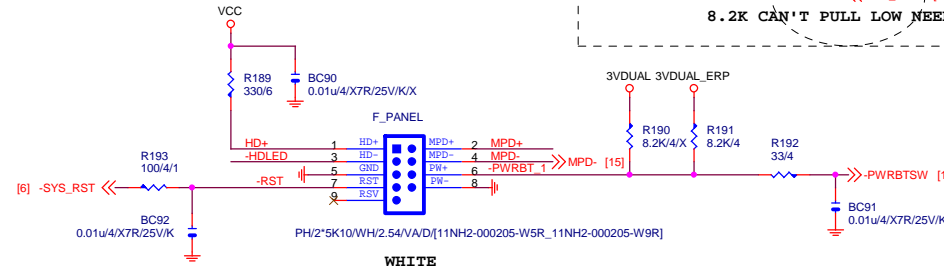 8.2K CAN'T PULL LOW NEE
VCC
R189
330/6
BC90
0.01u/4/X7R/25V/K/X
3VDUAL 3VDUAL_ERP
F_PANEL
R190
8.2K/4/X
R191
8.2K/4
R192
33/4
HD+ 1 HD+ MPD+ 2 MPD+
-HDLED 3 HD- MPD- 4 MPD- MPD- [15]
5 GND PW+ 6 -PWRBT_1
-RST 7 RST PW- 8
9 RSV
R193
100/4/1
[6] -SYS_RST
-PWRBTSW [1
BC92
0.01u/4/X7R/25V/K
BC91
0.01u/4/X7R/25V/K
PH/2*5K10/WH/2.54/VA/D/[11NH2-000205-W5R_11NH2-000205-W9R]
WHITE